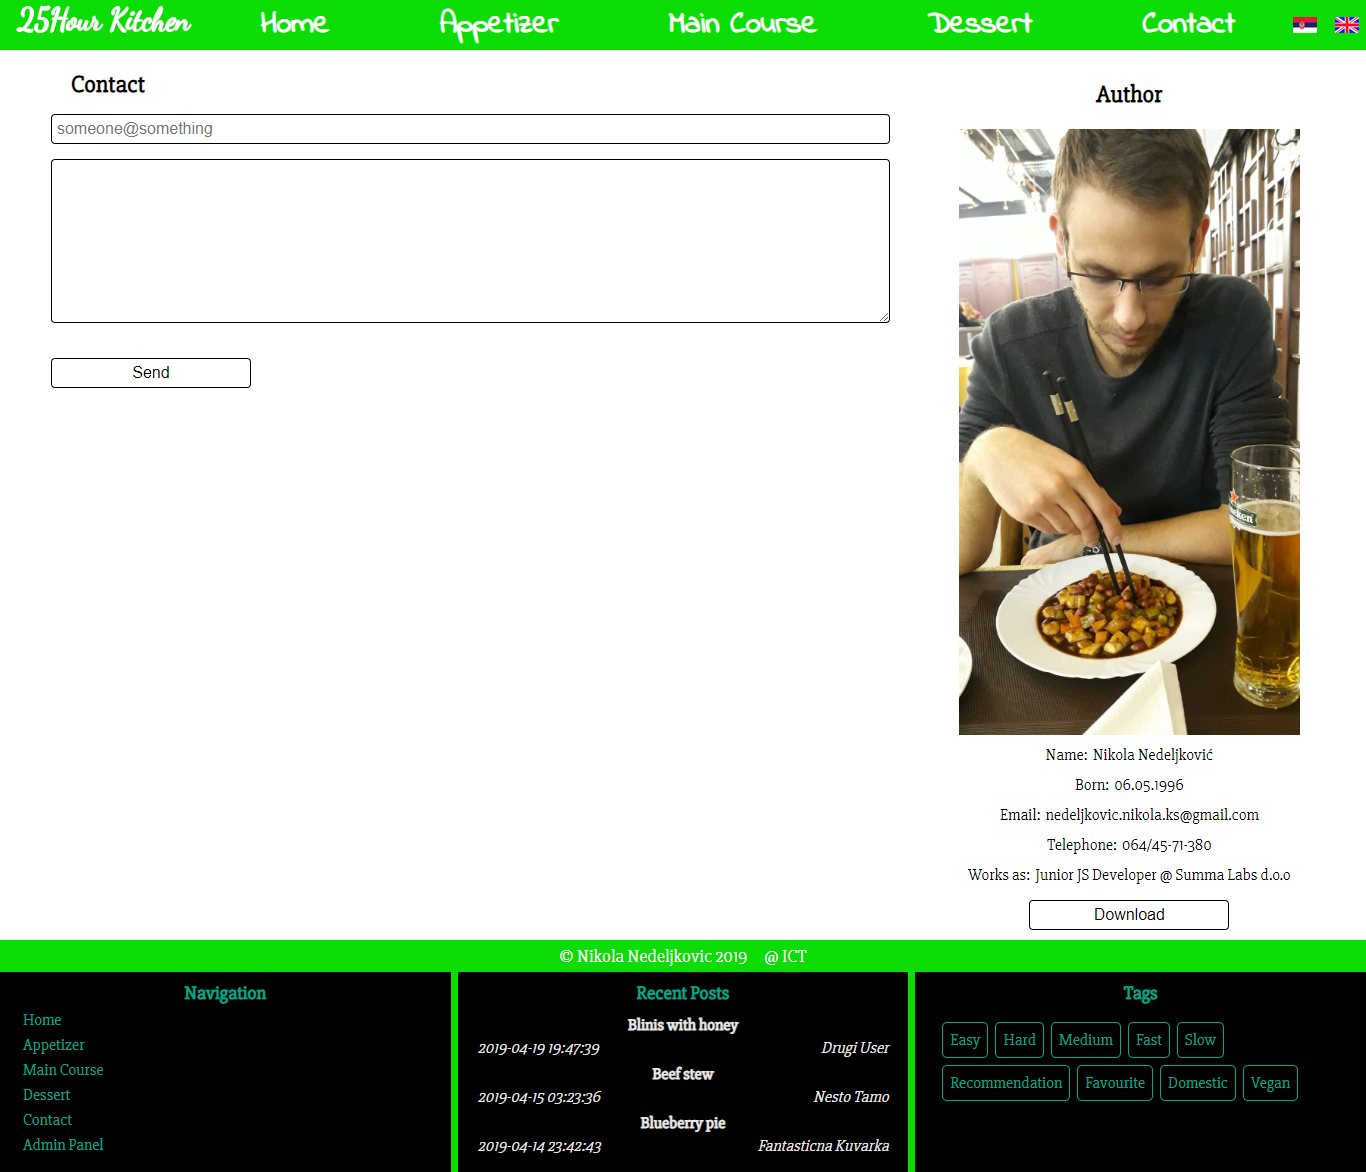 25Hour Kitchen Home Appetizer Main Course Dessert Contact
Contact
someone@something
Send
Author
Name: Nikola Nedeljković
Born: 06.05.1996
Email: nedeljkovic.nikola.ks@gmail.com
Telephone: 064/45-71-380
Works as: Junior JS Developer @ Summa Labs d.o.o
Download
© Nikola Nedeljkovic 2019 @ ICT
Navigation
Home
Appetizer
Main Course
Dessert
Contact
Admin Panel
Recent Posts
Blinis with honey
2019-04-19 19:47:39 Drugi User
Beef stew
2019-04-15 03:23:36 Nesto Tamo
Blueberry pie
2019-04-14 23:42:43 Fantasticna Kuvarka
Tags
Easy Hard Medium Fast Slow
Recommendation Favourite Domestic Vegan